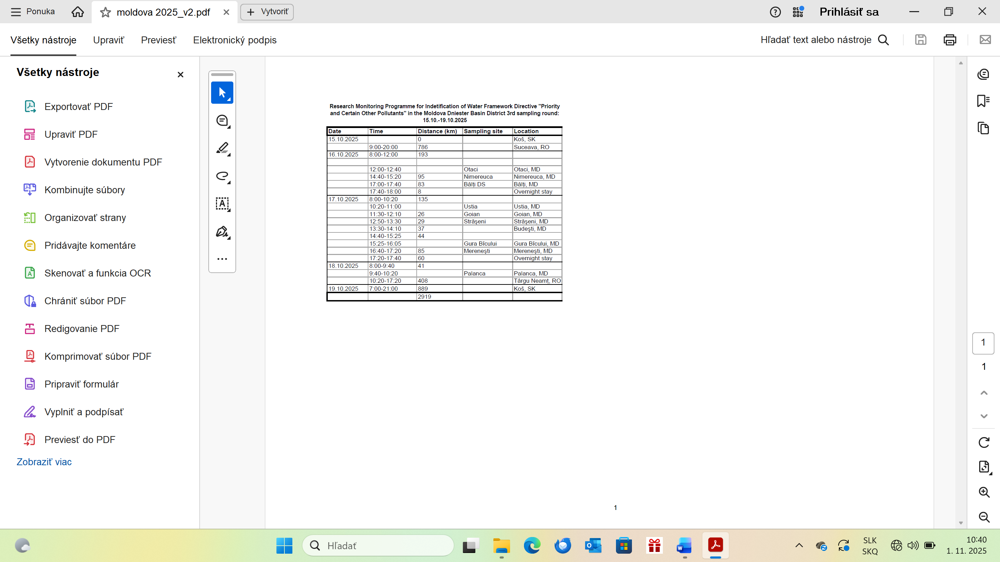 Ponuka
moldova 2025_v2.pdf
Vytvoriť
Prihlásiť sa
Všetky nástroje Upraviť Previesť Elektronický podpis
Hľadať text alebo nástroje
Všetky nástroje
Exportovať PDF
Upraviť PDF
Vytvorenie dokumentu PDF
Kombinujte súbory
Organizovať strany
Pridávajte komentáre
Skenovať a funkcia OCR
Chrániť súbor PDF
Redigovanie PDF
Komprimovať súbor PDF
Pripraviť formulár
Vyplniť a podpísať
Previesť do PDF
Zobraziť viac
Research Monitoring Programme for Indetification of Water Framework Directive "Priority
and Certain Other Pollutants" in the Moldova Dniester Basin District 3rd sampling round:
15.10.-19.10.2025
Date Time Distance (km) Sampling site Location
15.10.2025 0 Koš, SK
9:00-20:00 786 Suceava, RO
16.10.2025 8:00-12:00 193
12:00-12:40 Otaci Otaci, MD
14:40-15:20 95 Nimereuca Nimereuca, MD
17:00-17:40 83 Bălți DS Bălți, MD
17:40-18:00 8 Overnight stay
17.10.2025 8:00-10:20 135
10:20-11:00 Ustia Ustia, MD
11:30-12:10 26 Goian Goian, MD
12:50-13:30 29 Străşeni Străşeni, MD
13:30-14:10 37 Budeşti, MD
14:40-15:25 44
15:25-16:05 Gura Bîcului Gura Bîcului, MD
16:40-17:20 85 Mereneşti Mereneşti, MD
17:20-17:40 60 Overnight stay
18.10.2025 8:00-9:40 41
9:40-10:20 Palanca Palanca, MD
10:20-17:20 408 Târgu Neamț, RO
19.10.2025 7:00-21:00 889 Koš, SK
2919
1
1
1
Hľadať
SLK
SKQ
10:40
1. 11. 2025